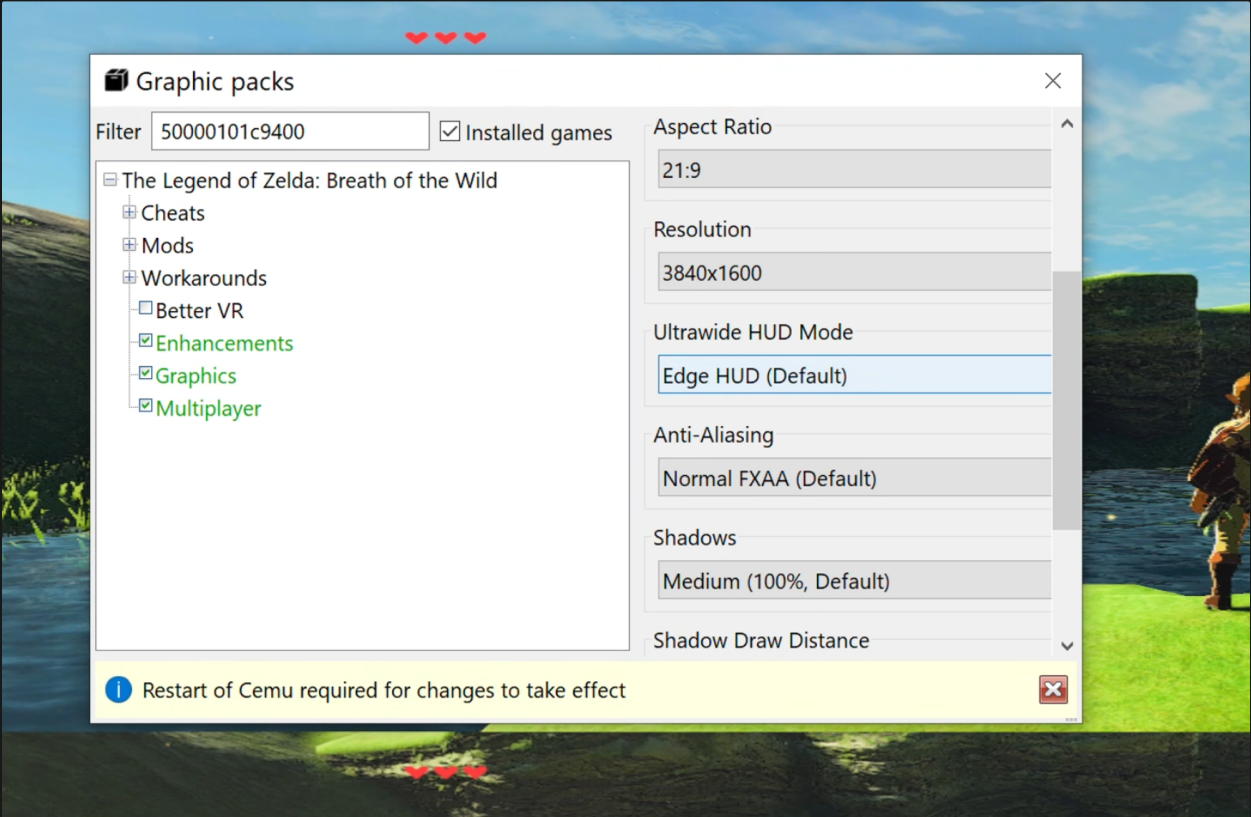 Graphic packs
Filter 50000101c9400 Installed games
The Legend of Zelda: Breath of the Wild
Cheats
Mods
Workarounds
Better VR
Enhancements
Graphics
Multiplayer
Aspect Ratio
21:9
Resolution
3840x1600
Ultrawide HUD Mode
Edge HUD (Default)
Anti-Aliasing
Normal FXAA (Default)
Shadows
Medium (100%, Default)
Shadow Draw Distance
Restart of Cemu required for changes to take effect